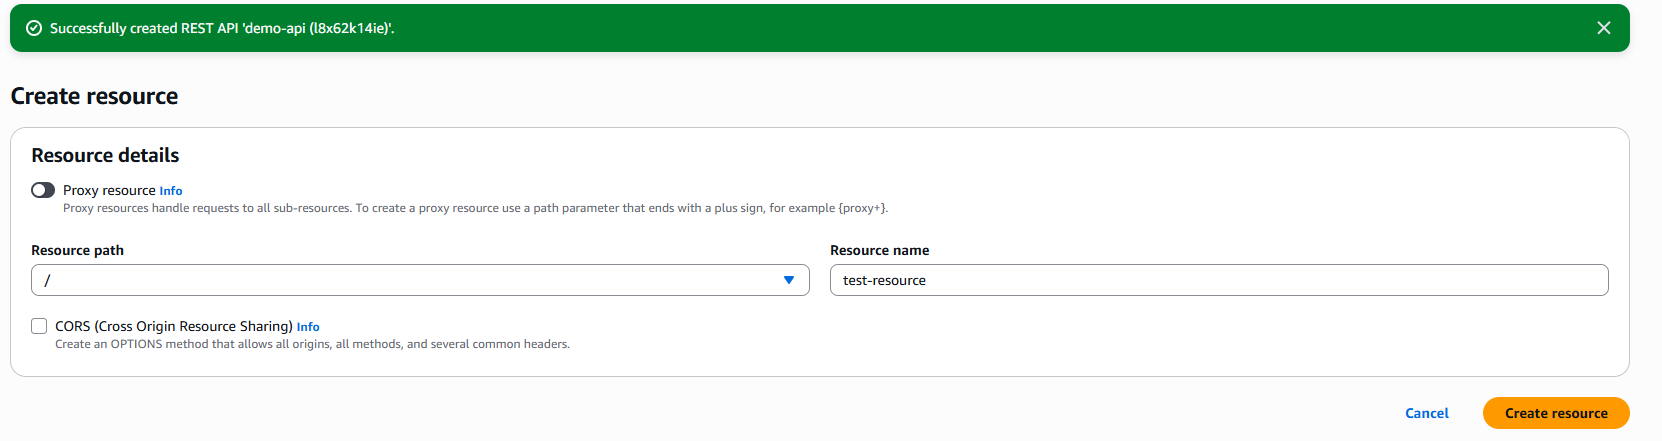 Successfully created REST API 'demo-api (l8x62k14ie)'.
Create resource
Resource details
Proxy resource Info
Proxy resources handle requests to all sub-resources. To create a proxy resource use a path parameter that ends with a plus sign, for example {proxy+}.
Resource path
Resource name
/
test-resource
CORS (Cross Origin Resource Sharing) Info
Create an OPTIONS method that allows all origins, all methods, and several common headers.
Cancel
Create resource